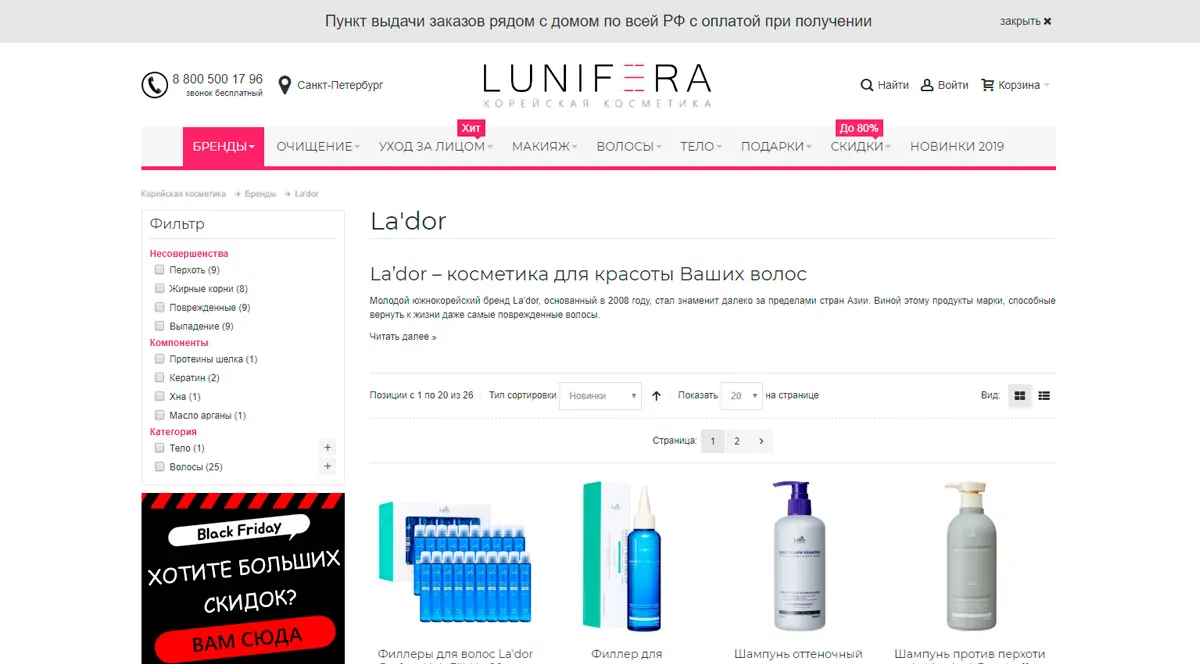 Пункт выдачи заказов рядом с домом по всей РФ с оплатой при получении
закрыть ✖
8 800 500 17 96
звонок бесплатный
Санкт-Петербург
LUNIFERA
КОРЕЙСКАЯ КОСМЕТИКА
Найти
Войти
Корзина
Хит
До 80%
БРЕНДЫ
ОЧИЩЕНИЕ
УХОД ЗА ЛИЦОМ
МАКИЯЖ
ВОЛОСЫ
ТЕЛО
ПОДАРКИ
СКИДКИ
НОВИНКИ 2019
Корейская косметика → Бренды → La'dor
Фильтр
Несовершенства
Перхоть (9)
Жирные корни (8)
Поврежденные (9)
Выпадение (9)
Компоненты
Протеины шелка (1)
Кератин (2)
Хна (1)
Масло арганы (1)
Категория
Тело (1) +
Волосы (25) +
Black Friday
ХОТИТЕ БОЛЬШИХ
СКИДОК?
ВАМ СЮДА
La'dor
La’dor – косметика для красоты Ваших волос
Молодой южнокорейский бренд La’dor, основанный в 2008 году, стал знаменит далеко за пределами стран Азии. Виной этому продукты марки, способные
вернуть к жизни даже самые поврежденные волосы.
Читать далее »
Позиции с 1 по 20 из 26
Тип сортировки
Новинки
Показать
20
на странице
Вид:
Страница:
1
2
Филлеры для волос La'dor
Филлер для
Шампунь оттеночный
Шампунь против перхоти